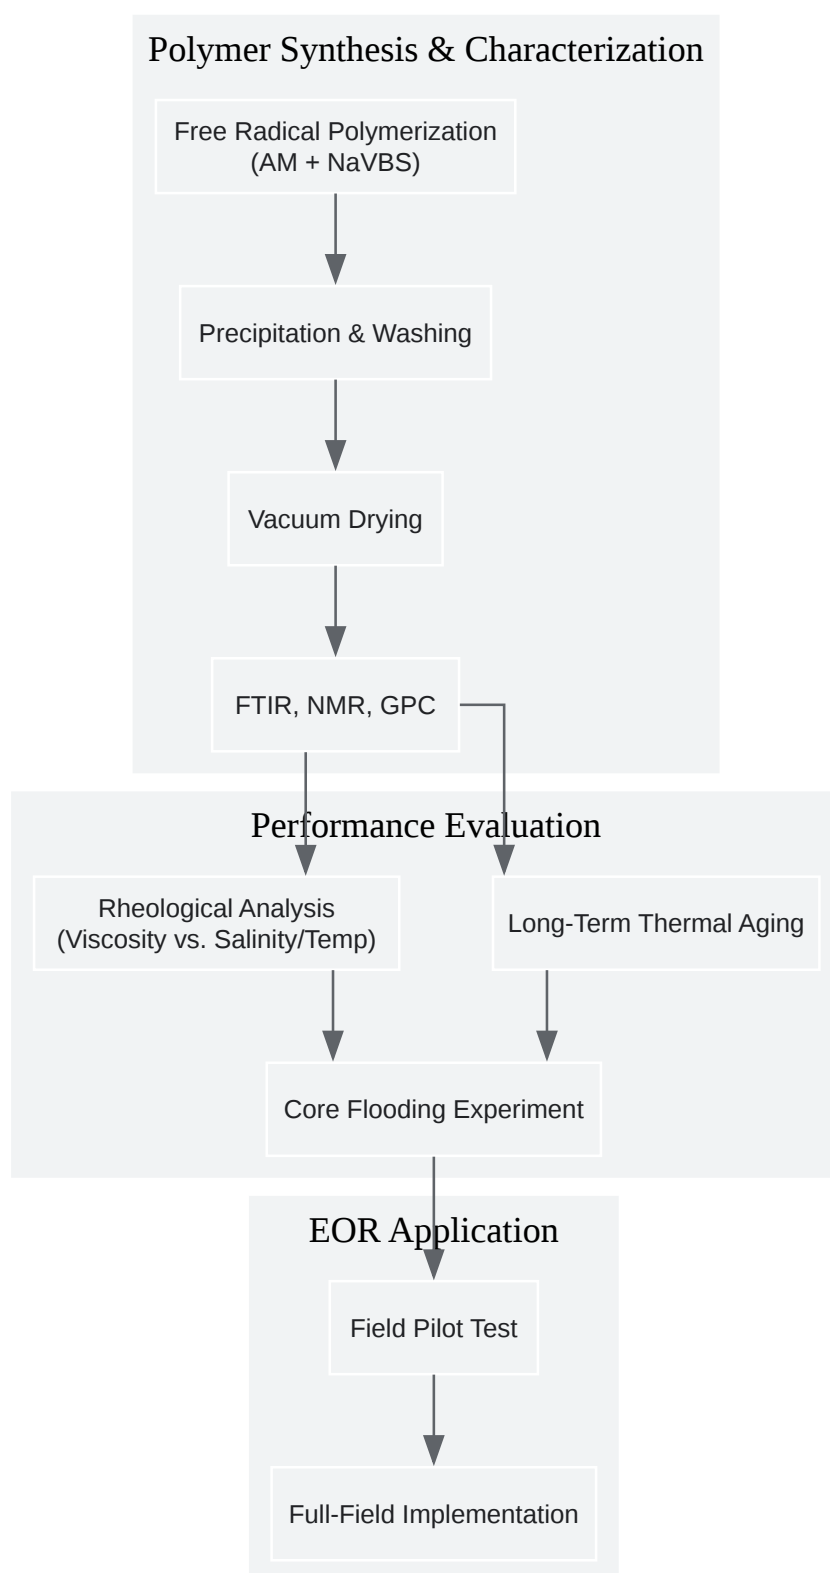 Polymer Synthesis & Characterization
Free Radical Polymerization
(AM + NaVBS)
Precipitation & Washing
Vacuum Drying
FTIR, NMR, GPC
Performance Evaluation
Rheological Analysis
(Viscosity vs. Salinity/Temp)
Long-Term Thermal Aging
Core Flooding Experiment
EOR Application
Field Pilot Test
Full-Field Implementation